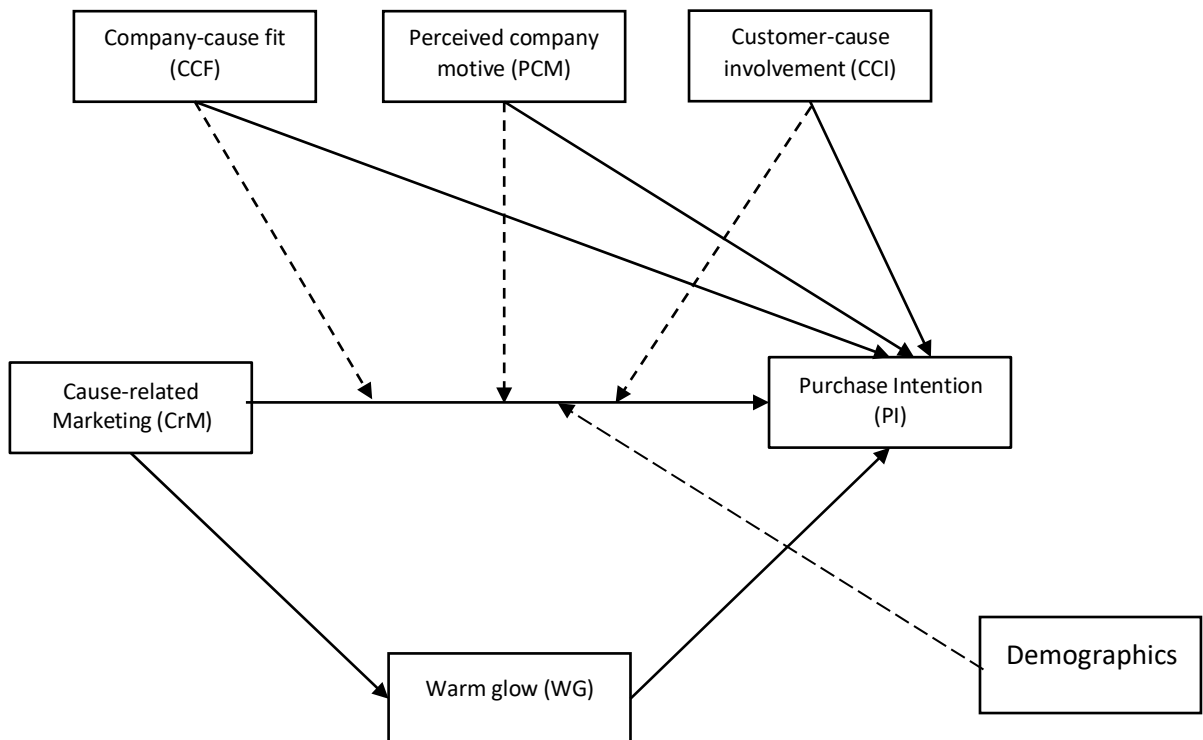 Company-cause fit
(CCF)
Perceived company
motive (PCM)
Customer-cause
involvement (CCI)
Cause-related
Marketing (CrM)
Purchase Intention
(PI)
Warm glow (WG)
Demographics